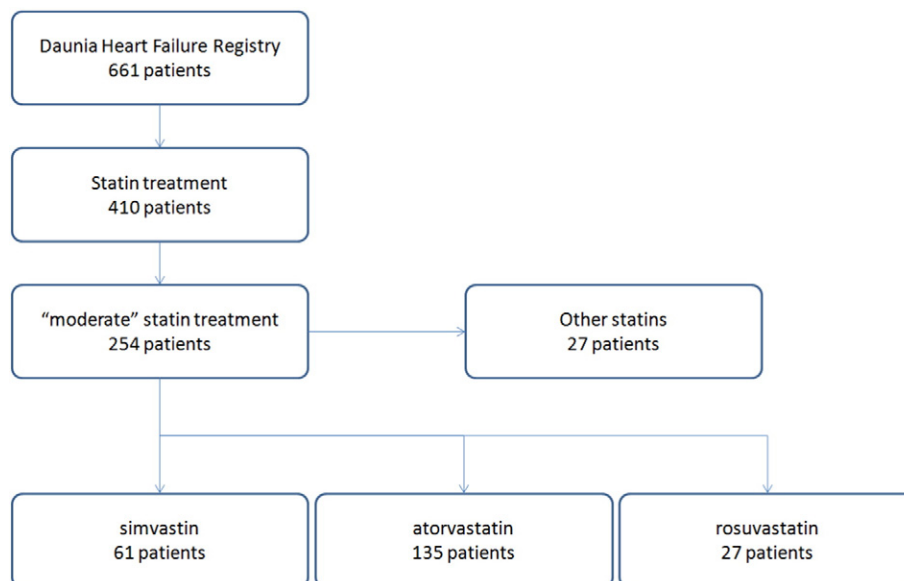 Daunia Heart Failure Registry
661 patients
Statin treatment
410 patients
“moderate” statin treatment
254 patients
Other statins
27 patients
simvastin
61 patients
atorvastatin
135 patients
rosuvastatin
27 patients